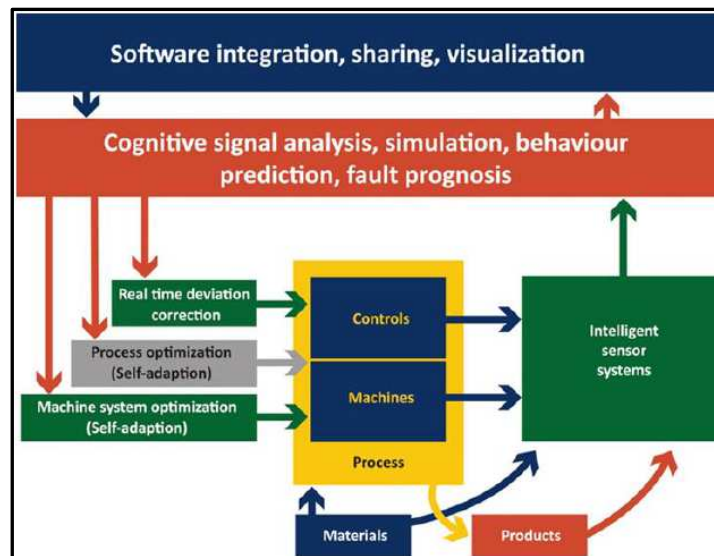 Software integration, sharing, visualization
Cognitive signal analysis, simulation, behaviour
prediction, fault prognosis
Real time deviation
correction
Process optimization
(Self-adaption)
Machine system optimization
(Self-adaption)
Controls
Machines
Process
Intelligent
sensor
systems
Materials
Products